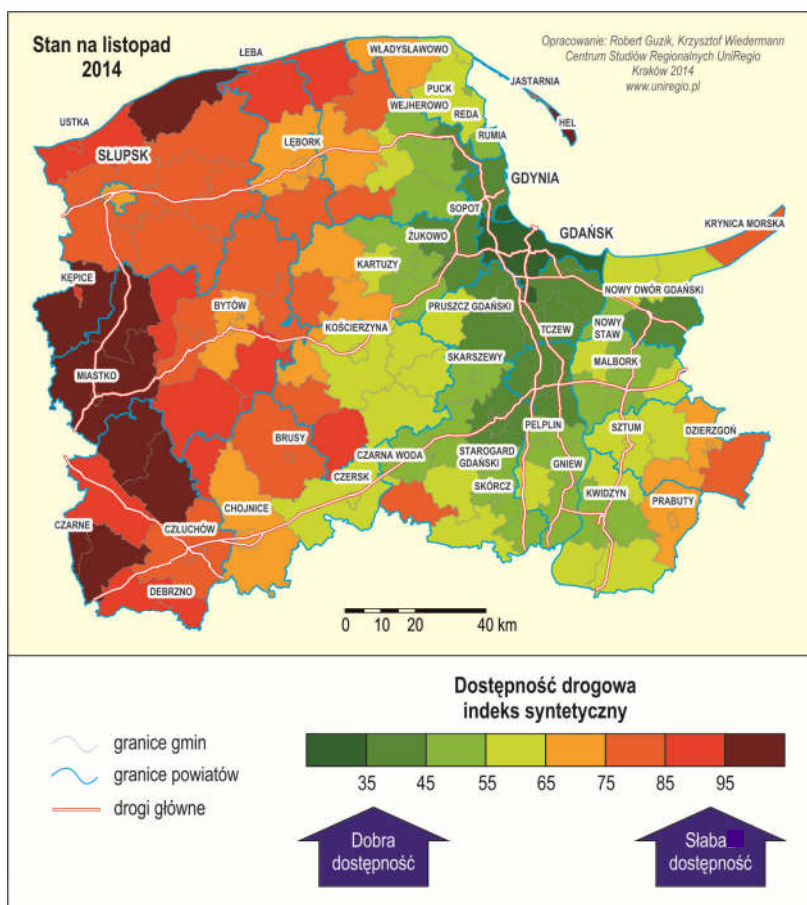 Stan na listopad
2014
Opracowanie: Robert Guzik, Krzysztof Wiedermann
Centrum Studiów Regionalnych UniRegio
Kraków 2014
www.uniregio.pl
ŁEBA
WŁADYSŁAWOWO
JASTARNIA
PUCK
HEL
WEJHEROWO
REDA
USTKA
RUMIA
LĘBORK
SŁUPSK
GDYNIA
SOPOT
KRYNICA MORSKA
GDAŃSK
ŻUKOWO
KARTUZY
KĘPICE
NOWY DWÓR GDAŃSKI
BYTÓW
PRUSZCZ GDAŃSKI
KOŚCIERZYNA
TCZEW
NOWY
STAW
SKARSZEWY
MALBORK
MIASTKO
PELPLIN
SZTUM
DZIERZGOŃ
BRUSY
CZARNA WODA
STAROGARD
GDAŃSKI
GNIEW
CZERSK
SKÓRCZ
KWIDZYN
PRABUTY
CHOJNICE
CZARNE
CZŁUCHÓW
DEBRZNO
0 10 20 40 km
Dostępność drogowa
indeks syntetyczny
granice gmin
granice powiatów
drogi główne
35 45 55 65 75 85 95
Dobra
dostępność
Słaba
dostępność